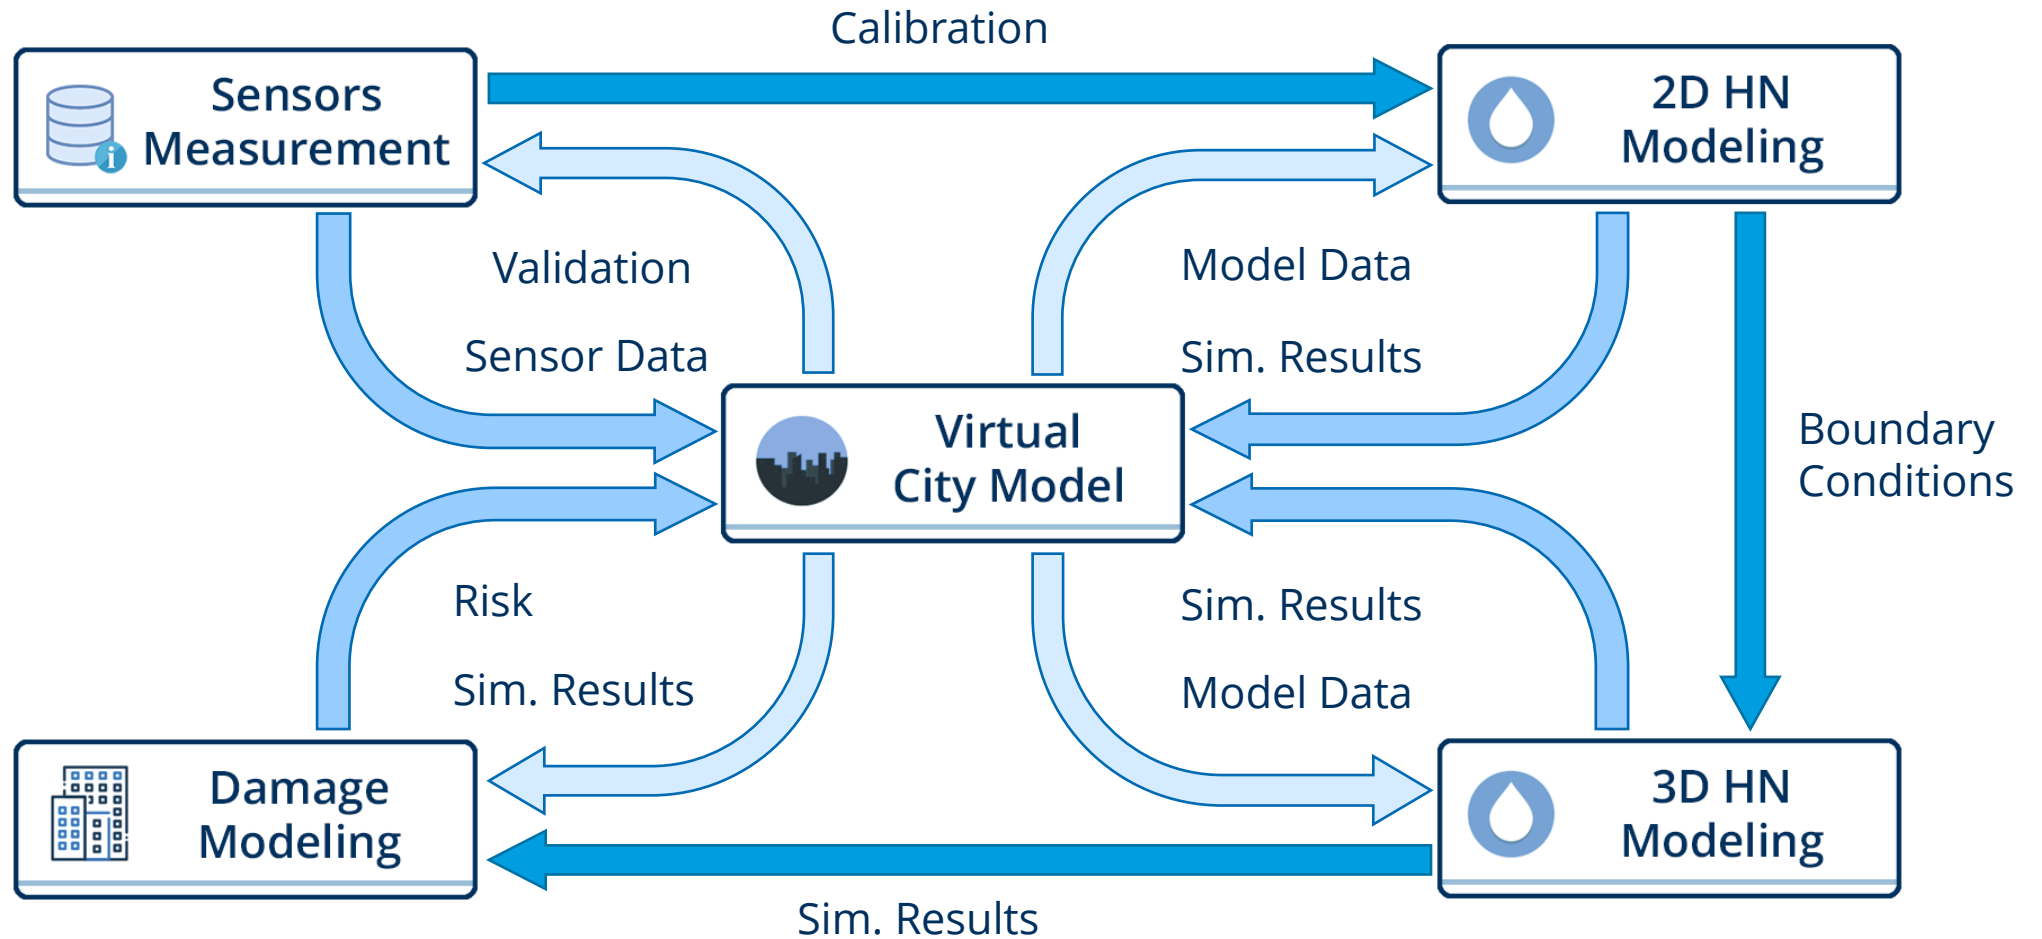 Calibration
Sensors
Measurement
2D HN
Modeling
Validation
Model Data
Sensor Data
Sim. Results
Virtual
City Model
Boundary
Conditions
Risk
Sim. Results
Sim. Results
Model Data
Damage
Modeling
3D HN
Modeling
Sim. Results